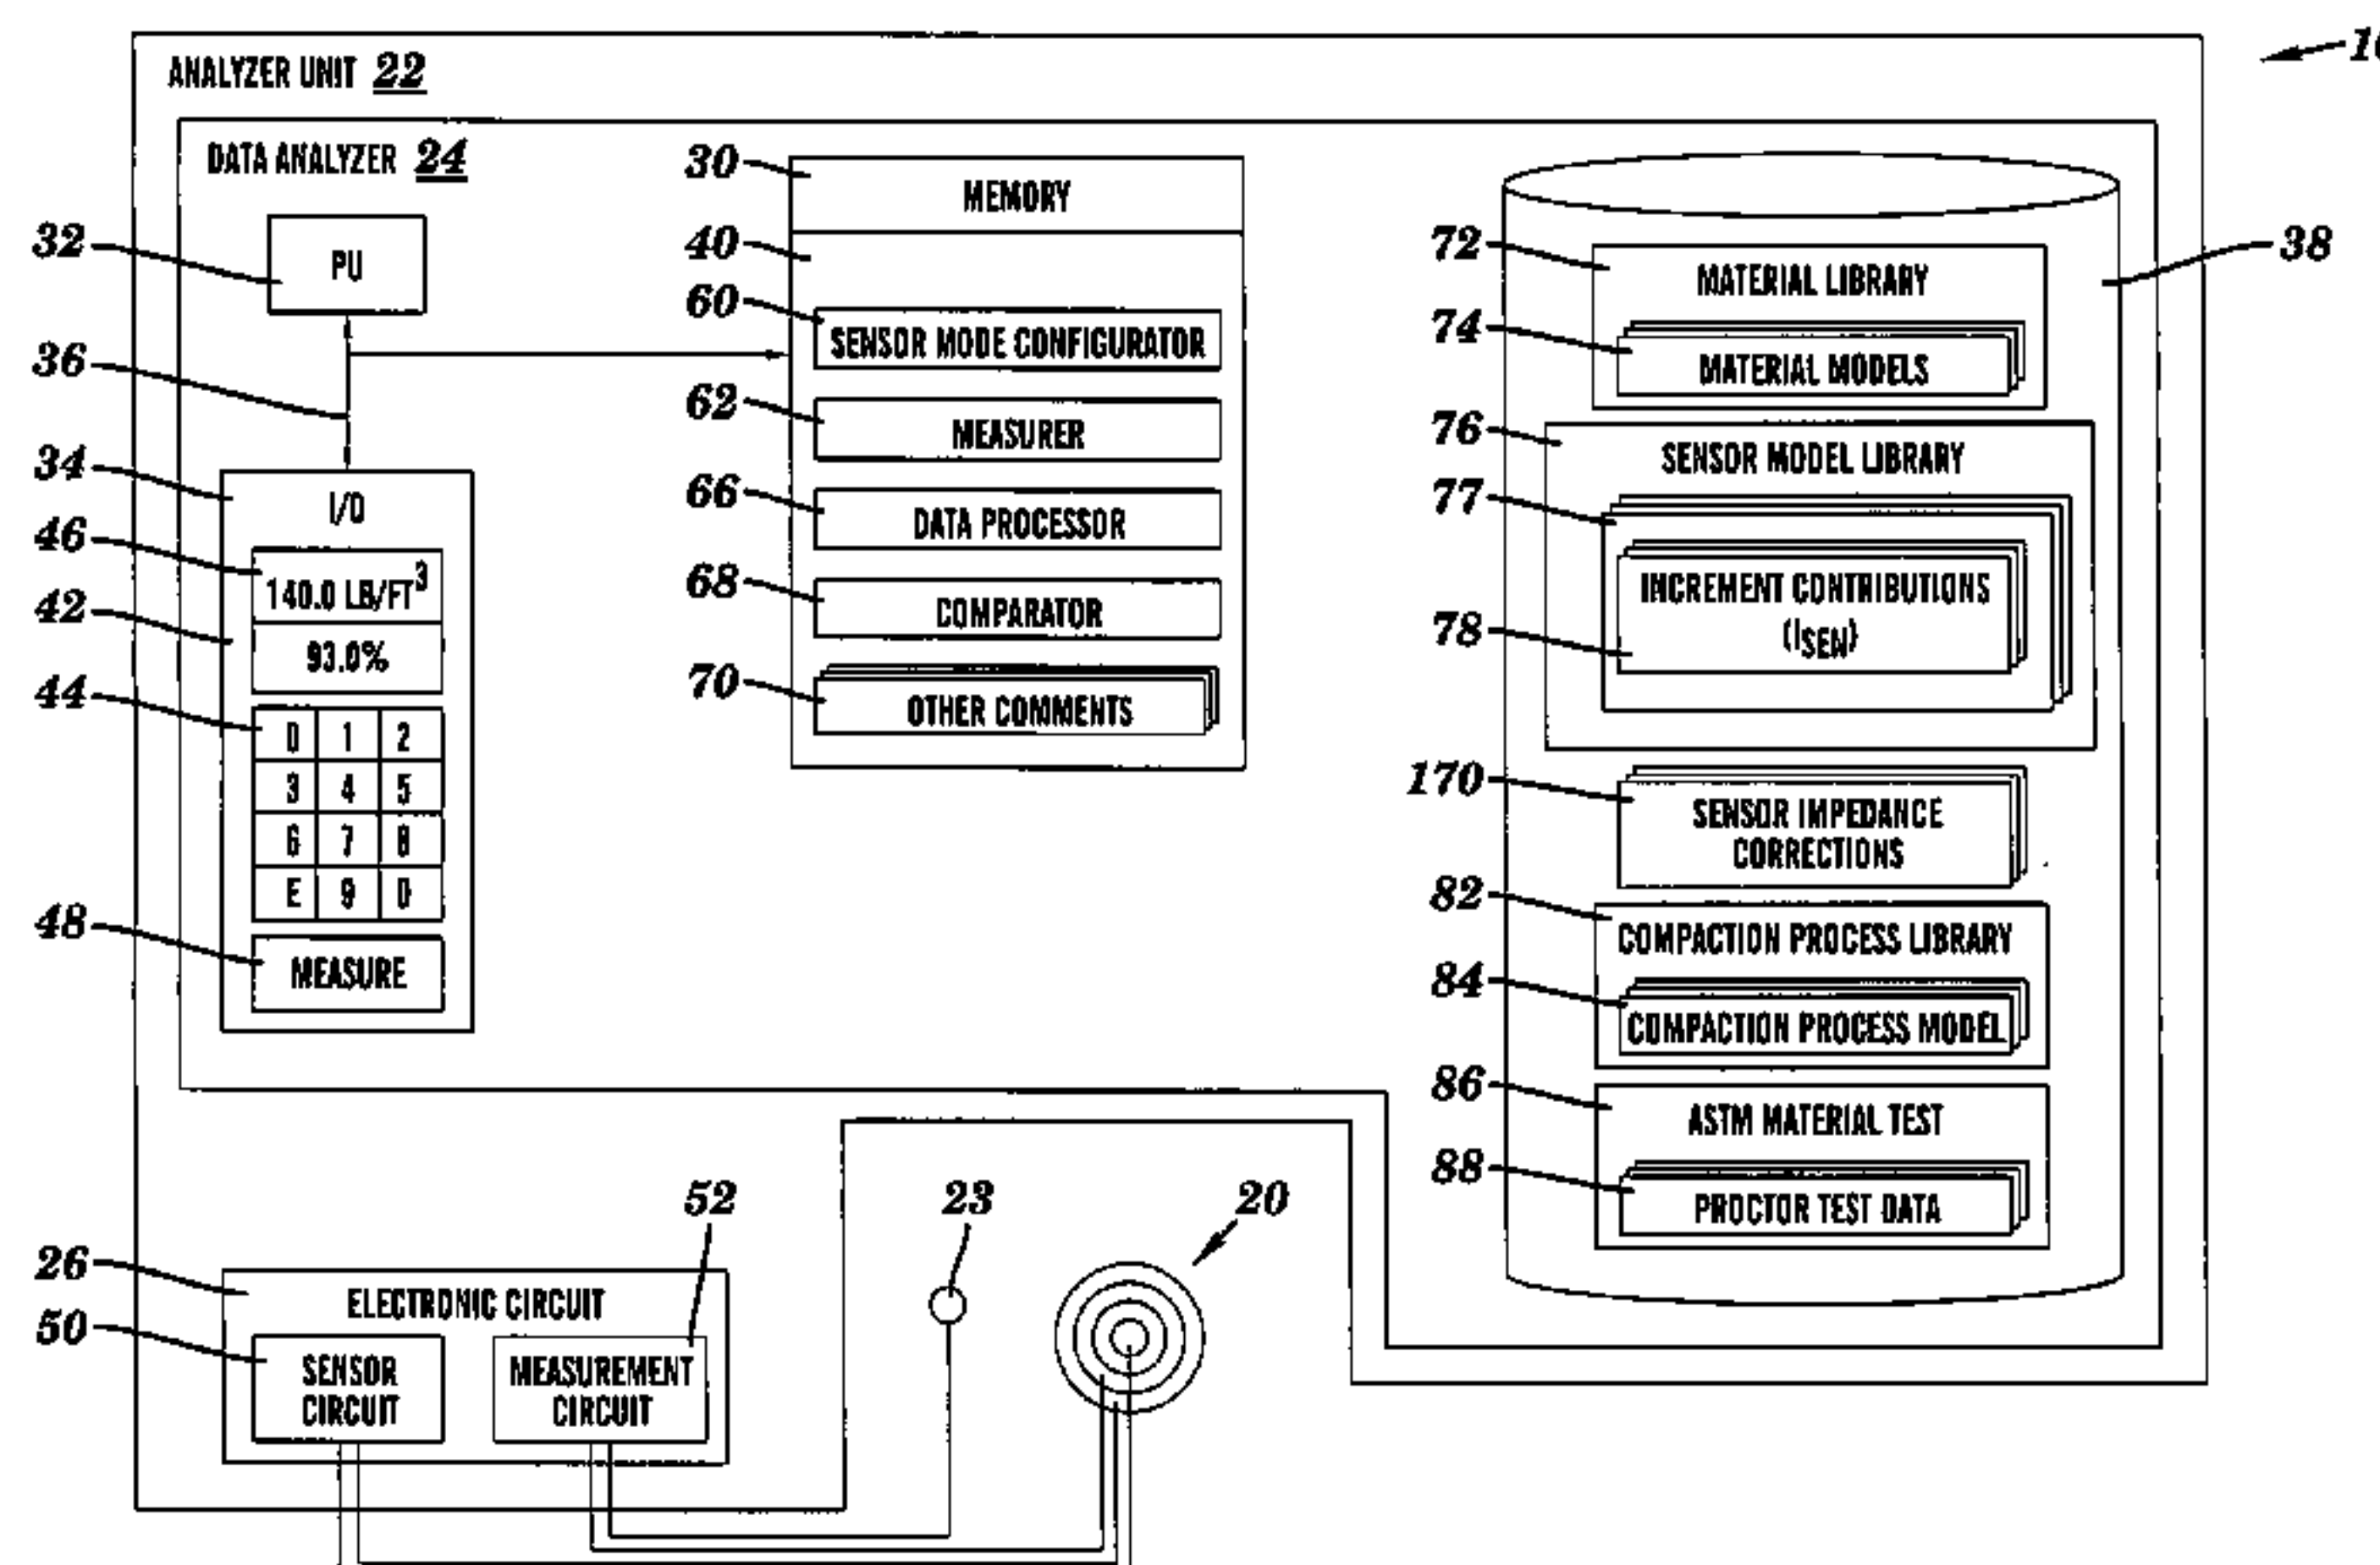 ANALYZER UNIT 22
DATA ANALYZER 24
32
PU
36
34
I/O
46
140.0 LB/FT3
42
93.0%
44
0 1 2
3 4 5
6 7 8
E 9 0
48
MEASURE
30
MEMORY
40
60
SENSOR MODE CONFIGURATOR
62
MEASURER
66
DATA PROCESSOR
68
COMPARATOR
70
OTHER COMMENTS
38
72
MATERIAL LIBRARY
74
MATERIAL MODELS
76
SENSOR MODEL LIBRARY
77
INCREMENT CONTRIBUTIONS
78
(ISEN)
170
SENSOR IMPEDANCE
CORRECTIONS
82
COMPACTION PROCESS LIBRARY
84
COMPACTION PROCESS MODEL
86
ASTM MATERIAL TEST
88
PROCTOR TEST DATA
26
ELECTRONIC CIRCUIT
50
SENSOR
CIRCUIT
52
MEASUREMENT
CIRCUIT
23
20